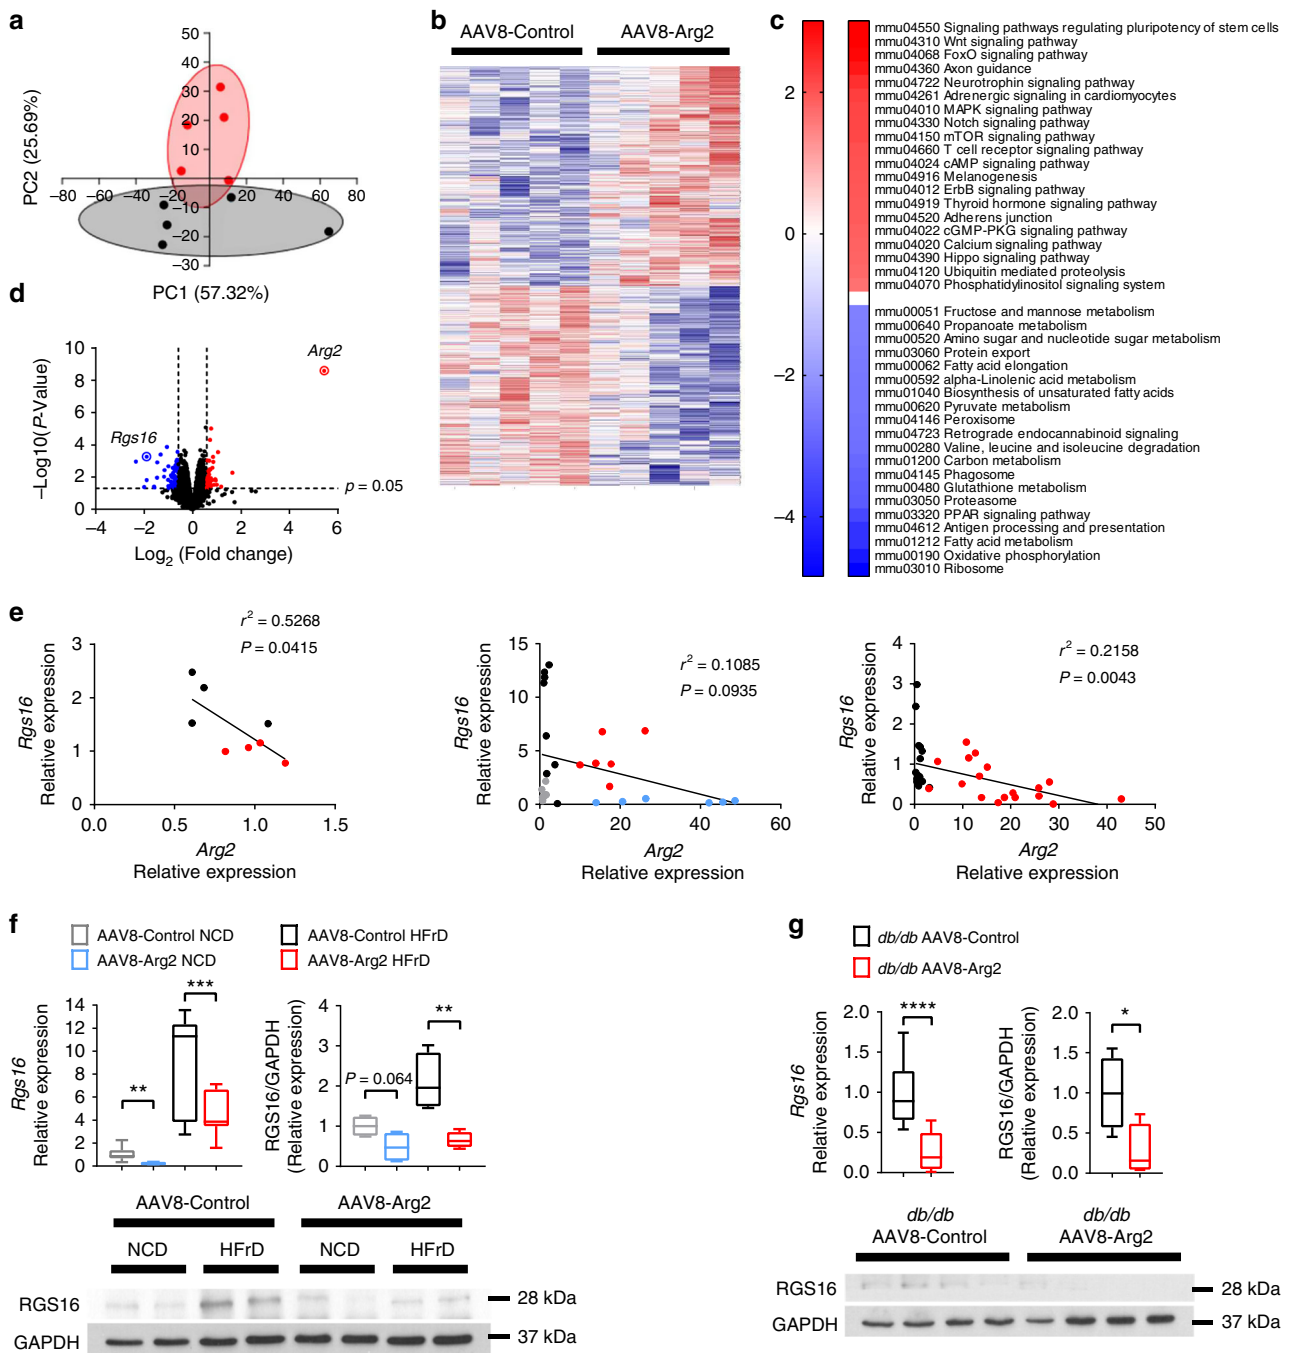 a
50
40
30
20
10
−10
−20
−30
−80 −60 −40 −20 0 20 40 60 80
PC2 (25.69%)
PC1 (57.32%)
b
AAV8-Control AAV8-Arg2
c
2
0
−2
−4
mmu04550 Signaling pathways regulating pluripotency of stem cells
mmu04310 Wnt signaling pathway
mmu04068 FoxO signaling pathway
mmu04360 Axon guidance
mmu04722 Neurotrophin signaling pathway
mmu04261 Adrenergic signaling in cardiomyocytes
mmu04010 MAPK signaling pathway
mmu04330 Notch signaling pathway
mmu04150 mTOR signaling pathway
mmu04660 T cell receptor signaling pathway
mmu04024 cAMP signaling pathway
mmu04916 Melanogenesis
mmu04012 ErbB signaling pathway
mmu04919 Thyroid hormone signaling pathway
mmu04520 Adherens junction
mmu04022 cGMP-PKG signaling pathway
mmu04020 Calcium signaling pathway
mmu04390 Hippo signaling pathway
mmu04120 Ubiquitin mediated proteolysis
mmu04070 Phosphatidylinositol signaling system
mmu00051 Fructose and mannose metabolism
mmu00640 Propanoate metabolism
mmu00520 Amino sugar and nucleotide sugar metabolism
mmu03060 Protein export
mmu00062 Fatty acid elongation
mmu00592 alpha-Linolenic acid metabolism
mmu01040 Biosynthesis of unsaturated fatty acids
mmu00620 Pyruvate metabolism
mmu04146 Peroxisome
mmu04723 Retrograde endocannabinoid signaling
mmu00280 Valine, leucine and isoleucine degradation
mmu01200 Carbon metabolism
mmu04145 Phagosome
mmu00480 Glutathione metabolism
mmu03050 Proteasome
mmu03320 PPAR signaling pathway
mmu04612 Antigen processing and presentation
mmu01212 Fatty acid metabolism
mmu00190 Oxidative phosphorylation
mmu03010 Ribosome
d
10
8
6
4
2
0
−4 −2 0 2 4 6
−Log10(P-Value)
Log2 (Fold change)
Arg2
Rgs16
p = 0.05
e
r2 = 0.5268
P = 0.0415
3
2
1
0
0.0 0.5 1.0 1.5
Rgs16
Relative expression
Arg2
Relative expression
r2 = 0.1085
P = 0.0935
15
10
5
0
0 20 40 60
Rgs16
Relative expression
Arg2
Relative expression
r2 = 0.2158
P = 0.0043
4
3
2
1
0
0 10 20 30 40 50
Rgs16
Relative expression
Arg2
Relative expression
f
AAV8-Control NCD
AAV8-Arg2 NCD
AAV8-Control HFrD
AAV8-Arg2 HFrD
14
12
10
8
6
4
2
0
Rgs16
Relative expression
**
***
4
3
2
1
0
RGS16/GAPDH
(Relative expression)
P = 0.064
**
AAV8-Control AAV8-Arg2
NCD HFrD NCD HFrD
RGS16
28 kDa
GAPDH
37 kDa
g
db/db AAV8-Control
db/db AAV8-Arg2
2.0
1.5
1.0
0.5
0.0
Rgs16
Relative expression
****
2.0
1.5
1.0
0.5
0.0
RGS16/GAPDH
(Relative expression)
*
db/db
AAV8-Control
db/db
AAV8-Arg2
RGS16
28 kDa
GAPDH
37 kDa